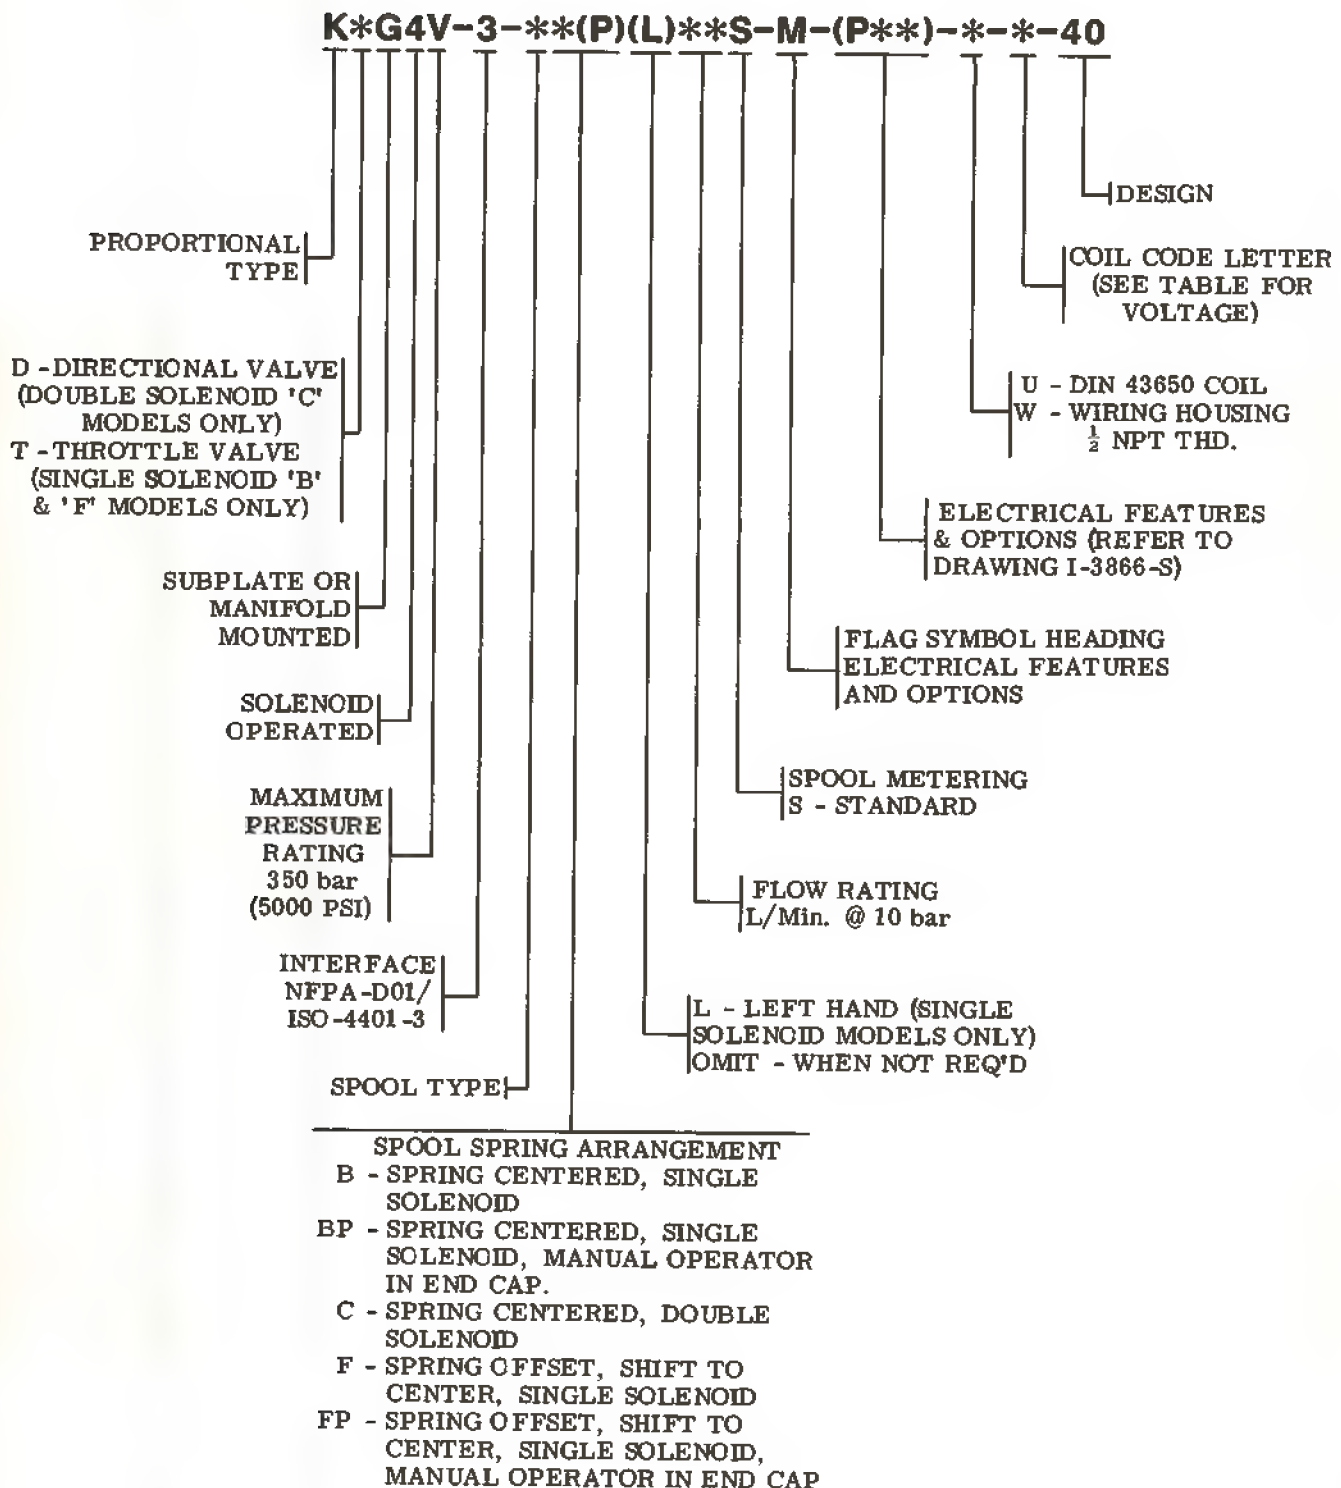 K*G4V-3-**(P)(L)**S-M-(P**)-*-*-40
DESIGN
PROPORTIONAL
TYPE
COIL CODE LETTER
(SEE TABLE FOR
VOLTAGE)
D -DIRECTIONAL VALVE
(DOUBLE SOLENOID 'C'
MODELS ONLY)
T -THROTTLE VALVE
(SINGLE SOLENOID 'B'
& 'F' MODELS ONLY)
U - DIN 43650 COIL
W - WIRING HOUSING
½ NPT THD.
ELECTRICAL FEATURES
& OPTIONS (REFER TO
DRAWING I-3866-S)
SUBPLATE OR
MANIFOLD
MOUNTED
FLAG SYMBOL HEADING
ELECTRICAL FEATURES
AND OPTIONS
SOLENOID
OPERATED
SPOOL METERING
S - STANDARD
MAXIMUM
PRESSURE
RATING
350 bar
(5000 PSI)
FLOW RATING
L/Min. @ 10 bar
INTERFACE
NFPA-D01/
ISO-4401-3
L - LEFT HAND (SINGLE
SOLENOID MODELS ONLY)
OMIT - WHEN NOT REQ'D
SPOOL TYPE
SPOOL SPRING ARRANGEMENT
B - SPRING CENTERED, SINGLE
SOLENOID
BP - SPRING CENTERED, SINGLE
SOLENOID, MANUAL OPERATOR
IN END CAP.
C - SPRING CENTERED, DOUBLE
SOLENOID
F - SPRING OFFSET, SHIFT TO
CENTER, SINGLE SOLENOID
FP - SPRING OFFSET, SHIFT TO
CENTER, SINGLE SOLENOID,
MANUAL OPERATOR IN END CAP